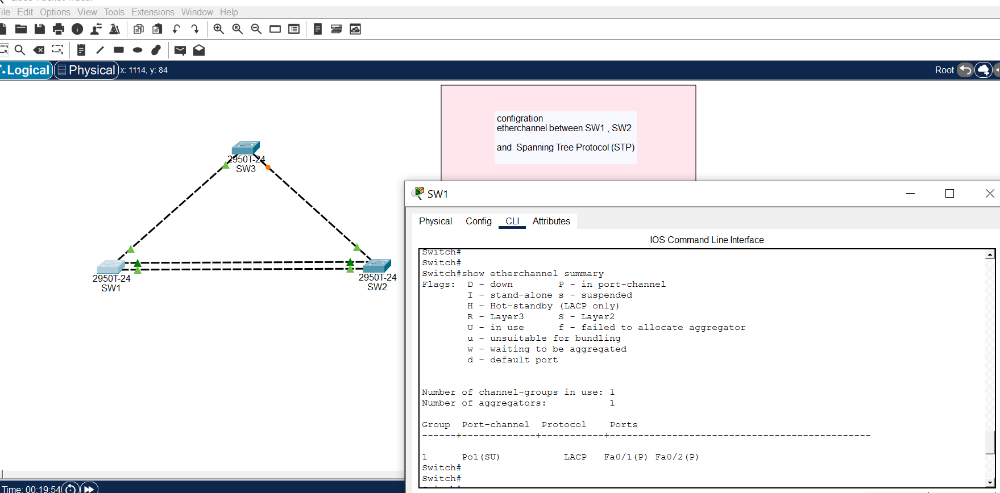 File Edit Options View Tools Extensions Window Help
Logical Physical x: 1114, y: 84
Root
configration
etherchannel between SW1 , SW2
and Spanning Tree Protocol (STP)
2950T-24
SW3
2950T-24
SW1
2950T-24
SW2
SW1
Physical Config CLI Attributes
IOS Command Line Interface
Switch#
Switch#
Switch#show etherchannel summary
Flags: D - down P - in port-channel
I - stand-alone s - suspended
H - Hot-standby (LACP only)
R - Layer3 S - Layer2
U - in use f - failed to allocate aggregator
u - unsuitable for bundling
w - waiting to be aggregated
d - default port
Number of channel-groups in use: 1
Number of aggregators: 1
Group Port-channel Protocol Ports
------+-------------+-----------+----------------------------------------------
1 Po1(SU) LACP Fa0/1(P) Fa0/2(P)
Switch#
Switch#
Time: 00:19:54